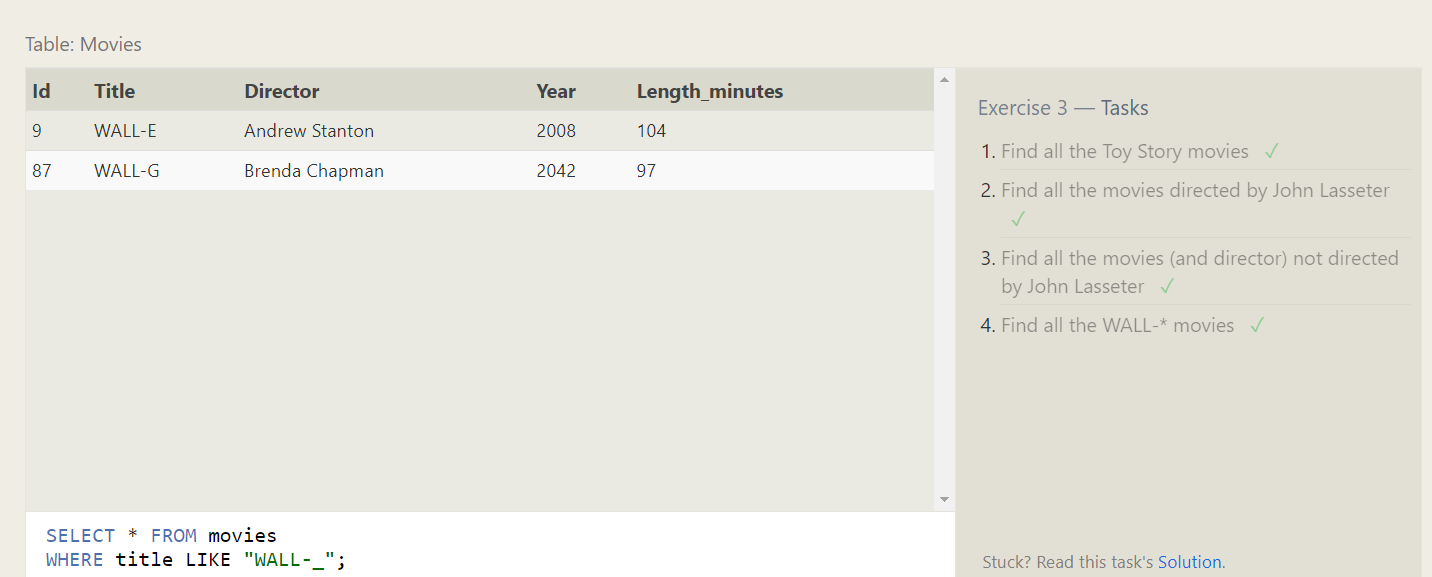 Table: Movies
Id Title Director Year Length_minutes
9 WALL-E Andrew Stanton 2008 104
87 WALL-G Brenda Chapman 2042 97
SELECT * FROM movies
WHERE title LIKE "WALL-_";
Exercise 3 — Tasks
1. Find all the Toy Story movies ✓
2. Find all the movies directed by John Lasseter
✓
3. Find all the movies (and director) not directed
by John Lasseter ✓
4. Find all the WALL-* movies ✓
Stuck? Read this task's Solution.